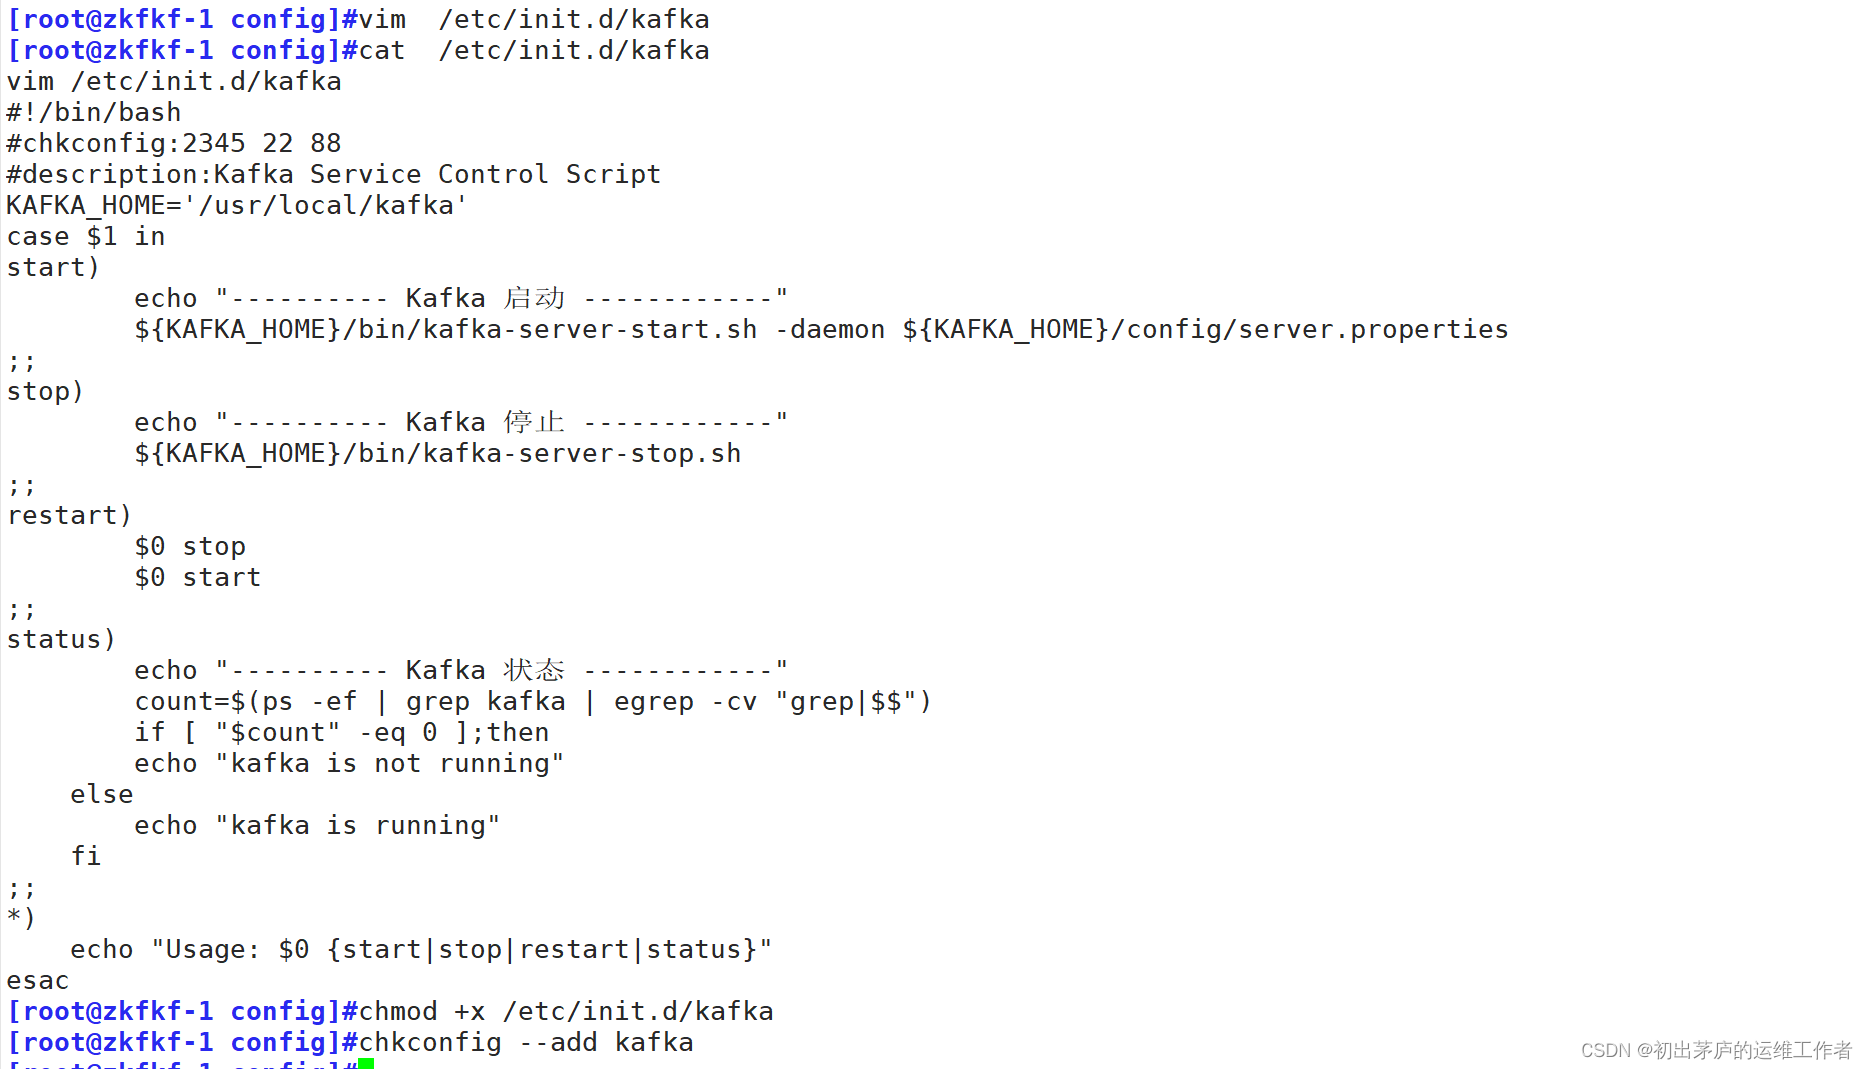 [root@zkfkf-1 config]#vim  /etc/init.d/kafka
[root@zkfkf-1 config]#cat  /etc/init.d/kafka
vim /etc/init.d/kafka
#!/bin/bash
#chkconfig:2345 22 88
#description:Kafka Service Control Script
KAFKA_HOME='/usr/local/kafka'
case $1 in
start)
        echo "---------- Kafka 启动 ------------"
        ${KAFKA_HOME}/bin/kafka-server-start.sh -daemon ${KAFKA_HOME}/config/server.properties
;;
stop)
        echo "---------- Kafka 停止 ------------"
        ${KAFKA_HOME}/bin/kafka-server-stop.sh
;;
restart)
        $0 stop
        $0 start
;;
status)
        echo "---------- Kafka 状态 ------------"
        count=$(ps -ef | grep kafka | egrep -cv "grep|$$")
        if [ "$count" -eq 0 ];then
        echo "kafka is not running"
    else
        echo "kafka is running"
    fi
;;
*)
    echo "Usage: $0 {start|stop|restart|status}"
esac
[root@zkfkf-1 config]#chmod +x /etc/init.d/kafka
[root@zkfkf-1 config]#chkconfig --add kafka
[root@zkfkf-1 config]#
CSDN @初出茅庐的运维工作者